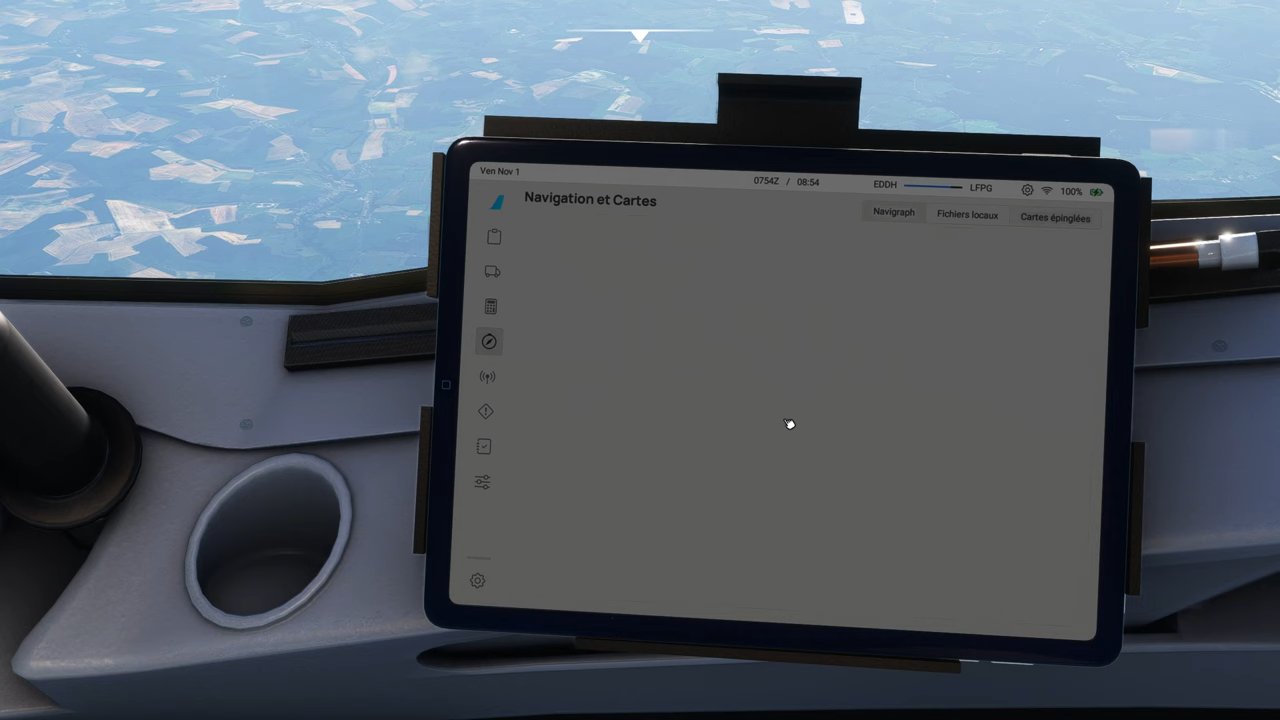 Ven Nov 1
0754Z / 08:54
EDDH LFPG
100%
Navigation et Cartes
Navigraph
Fichiers locaux
Cartes épinglées